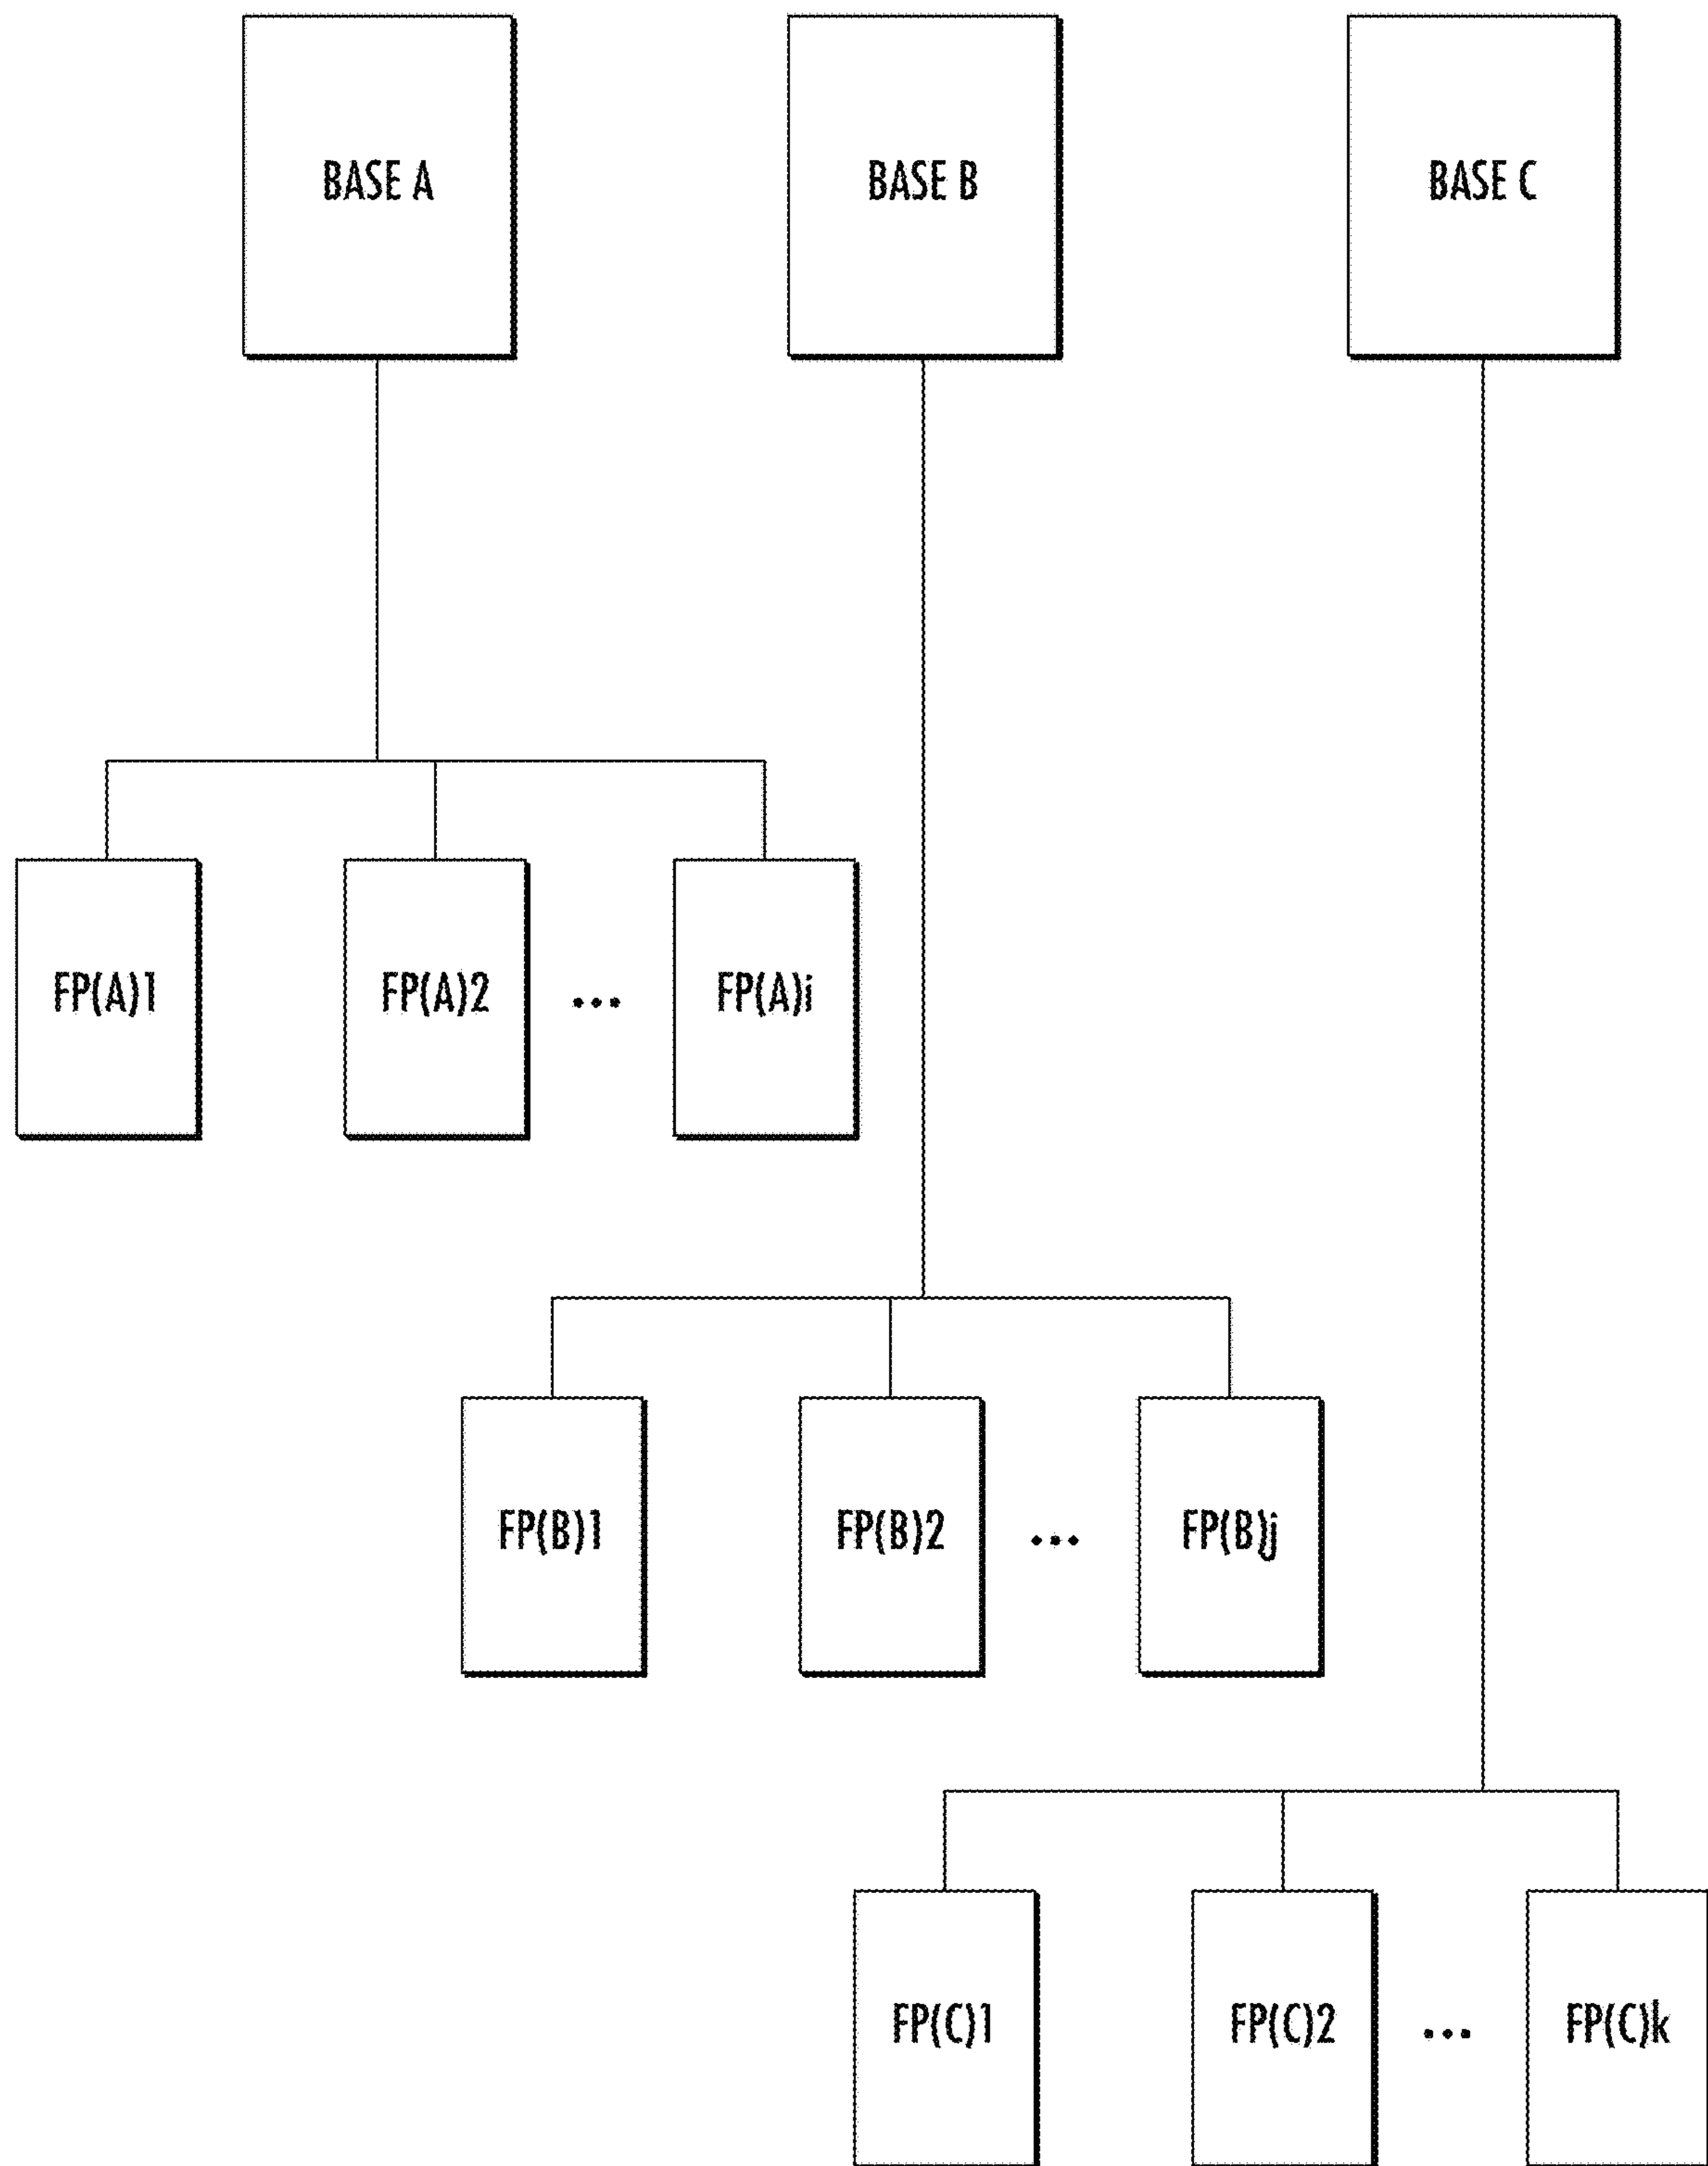 BASE A
BASE B
BASE C
FP(A)1
FP(A)2
...
FP(A)i
FP(B)1
FP(B)2
...
FP(B)j
FP(C)1
FP(C)2
...
FP(C)k